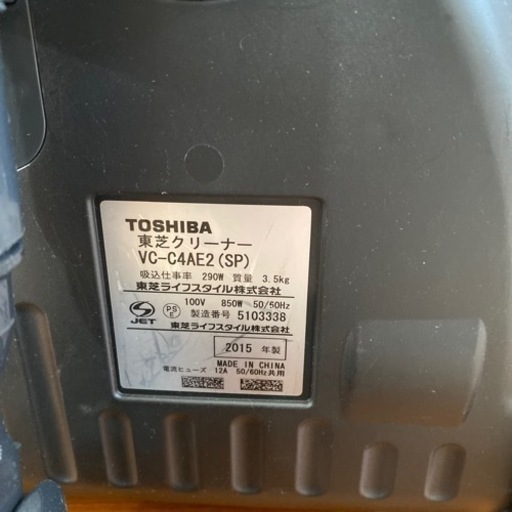 TOSHIBA
東芝クリーナー
VC-C4AE2(SP)
吸込仕事率 290W 質量 3.5kg
東芝ライフスタイル株式会社
100V 850W 50/60Hz
JET PSE 製造番号 5103338
東芝ライフスタイル株式会社
2015 年製
MADE IN CHINA
電流ヒューズ 12A 50/60Hz共用